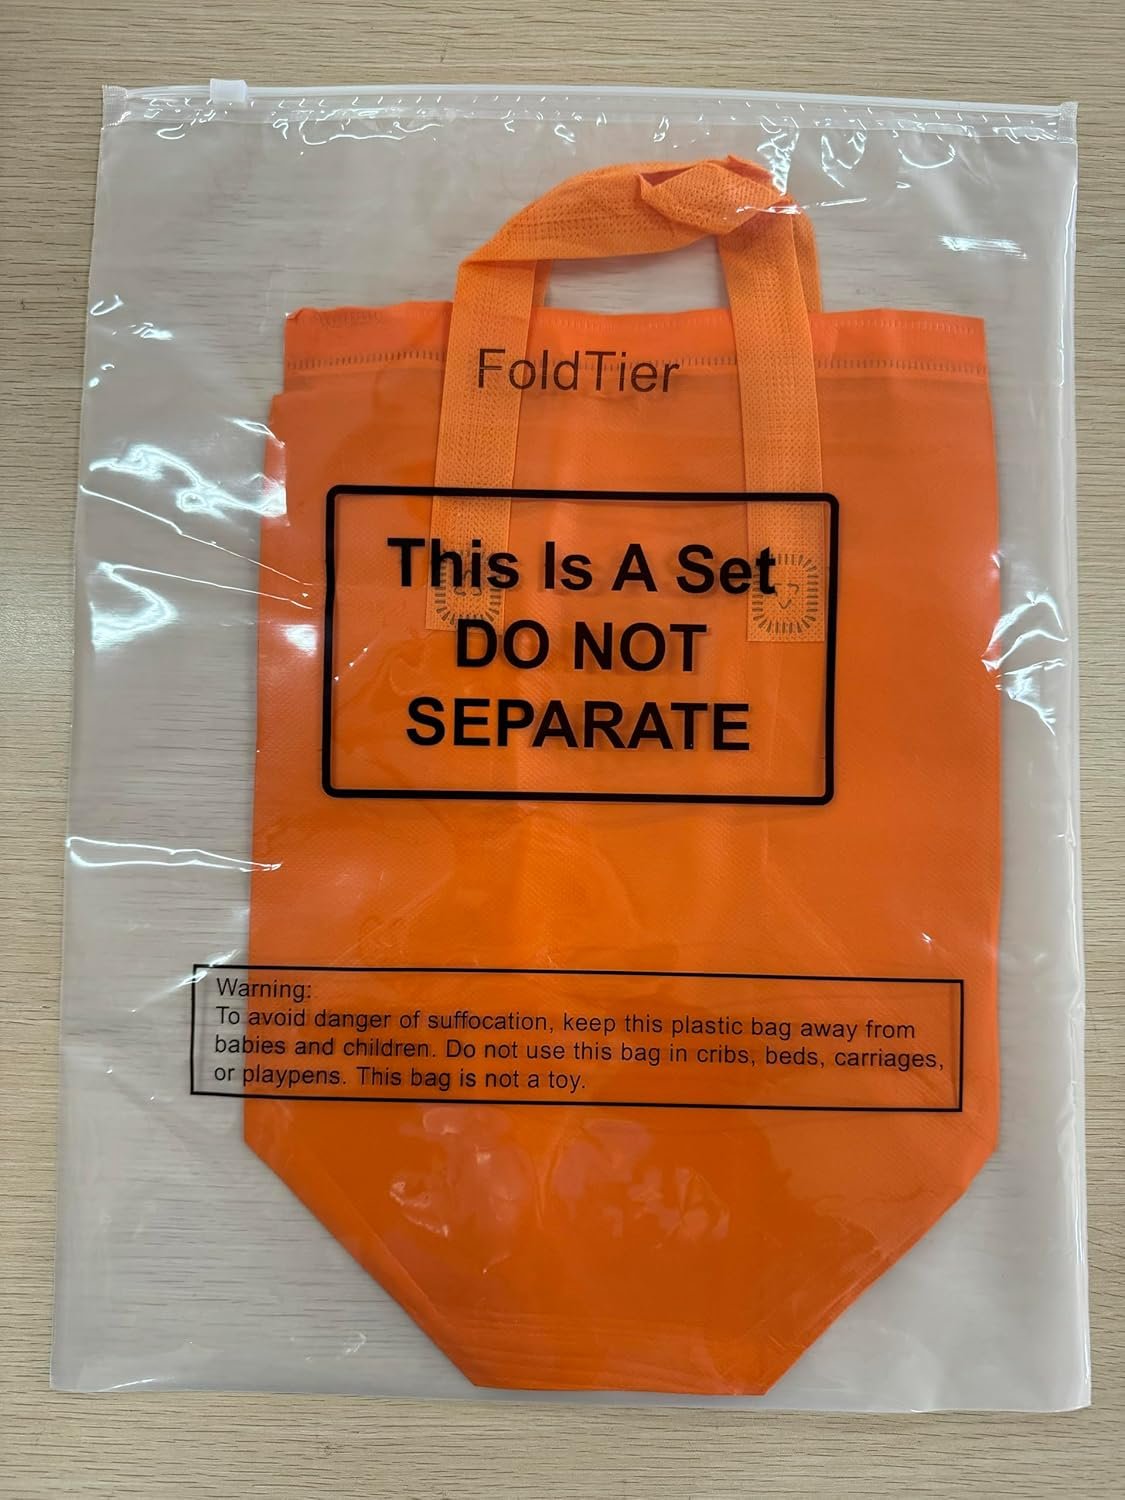 FoldTier
This Is A Set
DO NOT
SEPARATE
Warning:
To avoid danger of suffocation, keep this plastic bag away from
babies and children. Do not use this bag in cribs, beds, carriages,
or playpens. This bag is not a toy.